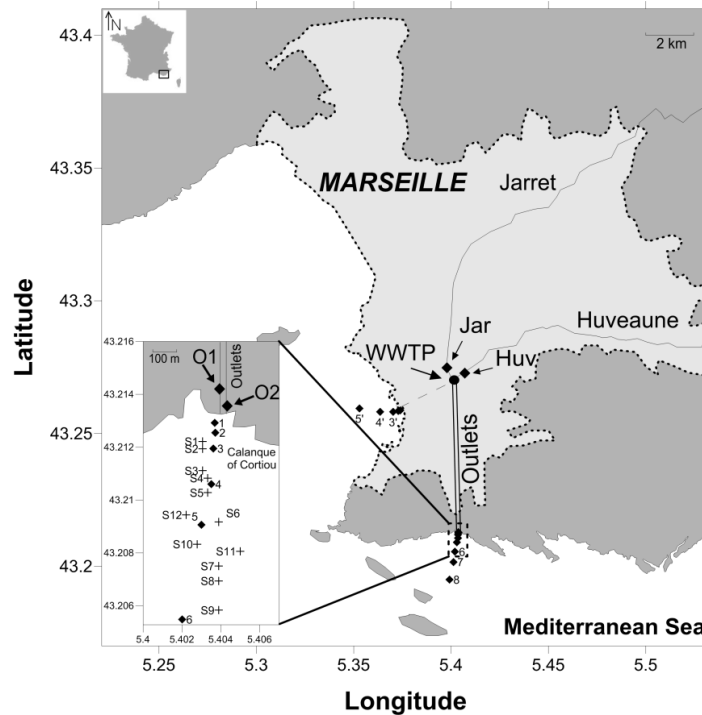 N
43.4
2 km
43.35
MARSEILLE
Jarret
Latitude
43.3
Huveaune
Jar
WWTP
Huv
43.25
5'
4'
3'
Outlets
43.2
6
7
8
Mediterranean Sea
5.25
5.3
5.35
5.4
5.45
5.5
Longitude
43.216
100 m
O1
Outlets
43.214
O2
1
2
43.212
S1
S2
3
Calanque
of Cortiou
S3
S4
4
43.21
S5
S12
5
S6
S10
S11
43.208
S7
S8
43.206
S9
6
5.4
5.402
5.404
5.406